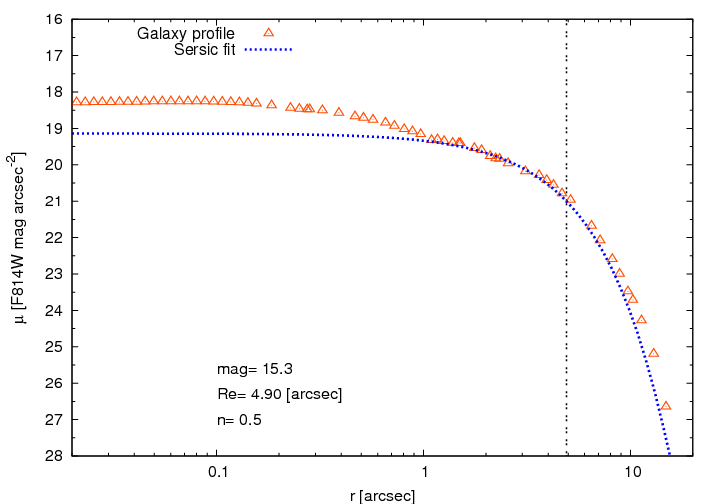 Galaxy profile
Sersic fit
16
17
18
19
20
21
22
23
24
25
26
27
28
μ [F814W mag arcsec-2]
mag= 15.3
Re= 4.90 [arcsec]
n= 0.5
0.1 1 10
r [arcsec]